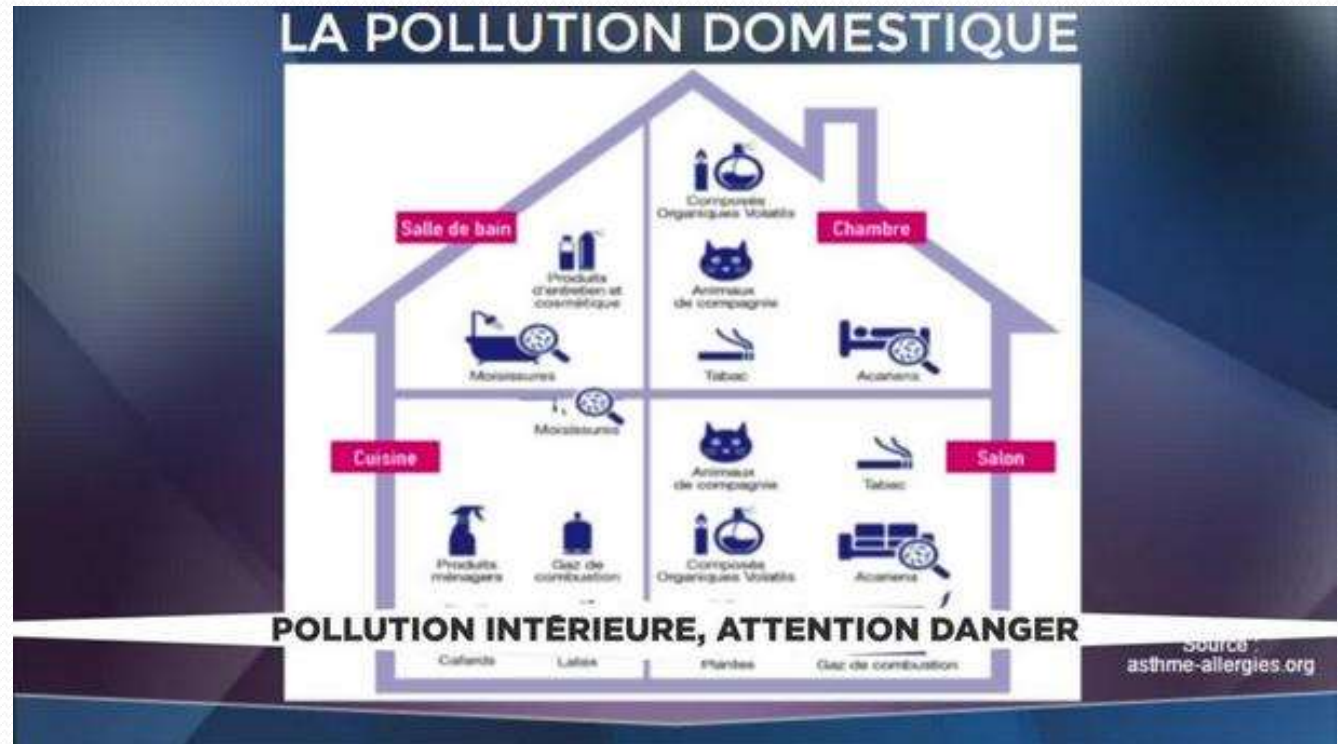 LA POLLUTION DOMESTIQUE
Salle de bain
Produits
d'entretien et
cosmétique
Moisissures
Chambre
Composés
Organiques Volatils
Animaux
de compagnie
Tabac
Acariens
Cuisine
Moisissures
Produits
ménagers
Gaz de
combustion
Cafards
Latex
Salon
Animaux
de compagnie
Tabac
Composés
Organiques Volatils
Acariens
Plantes
Gaz de combustion
POLLUTION INTÉRIEURE, ATTENTION DANGER
Source :
asthme-allergies.org